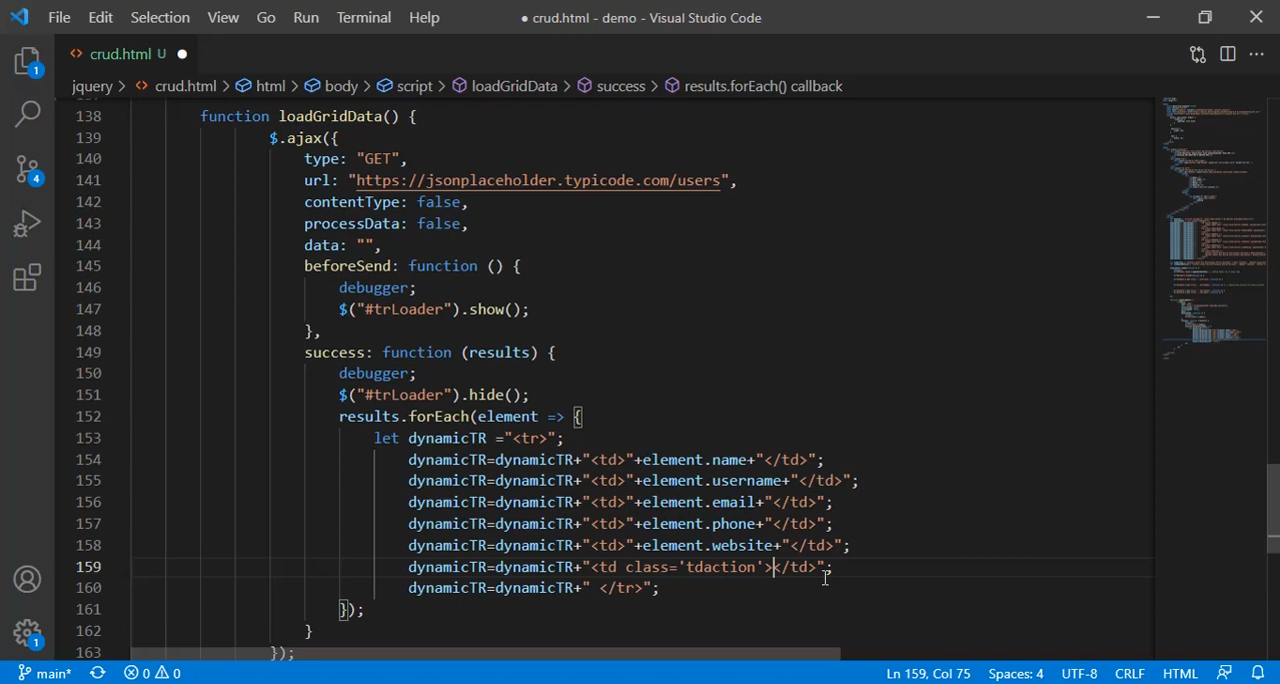 File Edit Selection View Go Run Terminal Help ● crud.html - demo - Visual Studio Code
crud.html U ●
jquery > crud.html > html > body > script > loadGridData > success > results.forEach() callback
138 function loadGridData() {
139 $.ajax({
140 type: "GET",
141 url: "https://jsonplaceholder.typicode.com/users",
142 contentType: false,
143 processData: false,
144 data: "",
145 beforeSend: function () {
146 debugger;
147 $("#trLoader").show();
148 },
149 success: function (results) {
150 debugger;
151 $("#trLoader").hide();
152 results.forEach(element => {
153 let dynamicTR ="<tr>";
154 dynamicTR=dynamicTR+"<td>"+element.name+"</td>";
155 dynamicTR=dynamicTR+"<td>"+element.username+"</td>";
156 dynamicTR=dynamicTR+"<td>"+element.email+"</td>";
157 dynamicTR=dynamicTR+"<td>"+element.phone+"</td>";
158 dynamicTR=dynamicTR+"<td>"+element.website+"</td>";
159 dynamicTR=dynamicTR+"<td class='tdaction'></td>";
160 dynamicTR=dynamicTR+" </tr>";
161 });
162 }
163 });
1
4
1
main* 0 0 Ln 159, Col 75 Spaces: 4 UTF-8 CRLF HTML